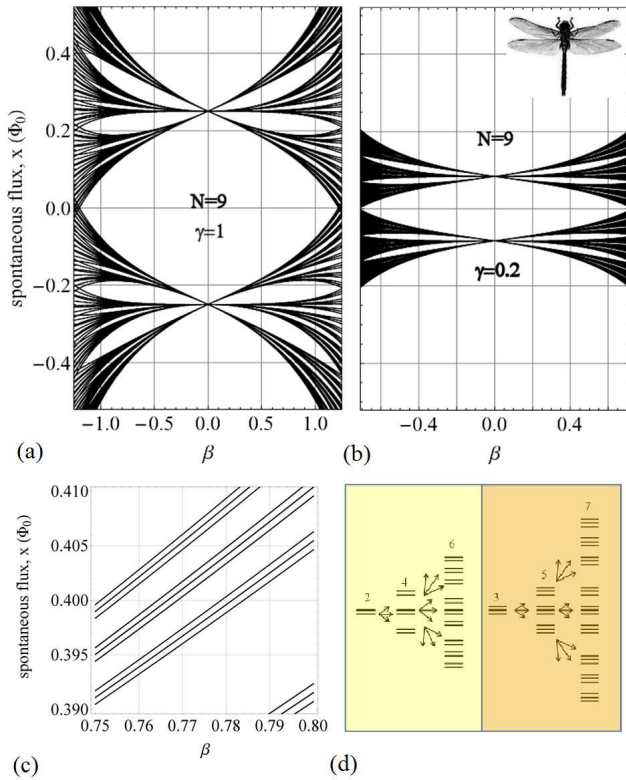 0.4
0.2
0.0
−0.2
−0.4
spontaneous flux, x (Φ₀)
N=9
γ=1
−1.0 −0.5 0.0 0.5 1.0
β
(a)
N=9
γ=0.2
−0.4 0.0 0.4
β
(b)
0.410
0.405
0.400
0.395
0.390
spontaneous flux, x (Φ₀)
0.75 0.76 0.77 0.78 0.79 0.80
β
(c)
2 4 6 3 5 7
(d)